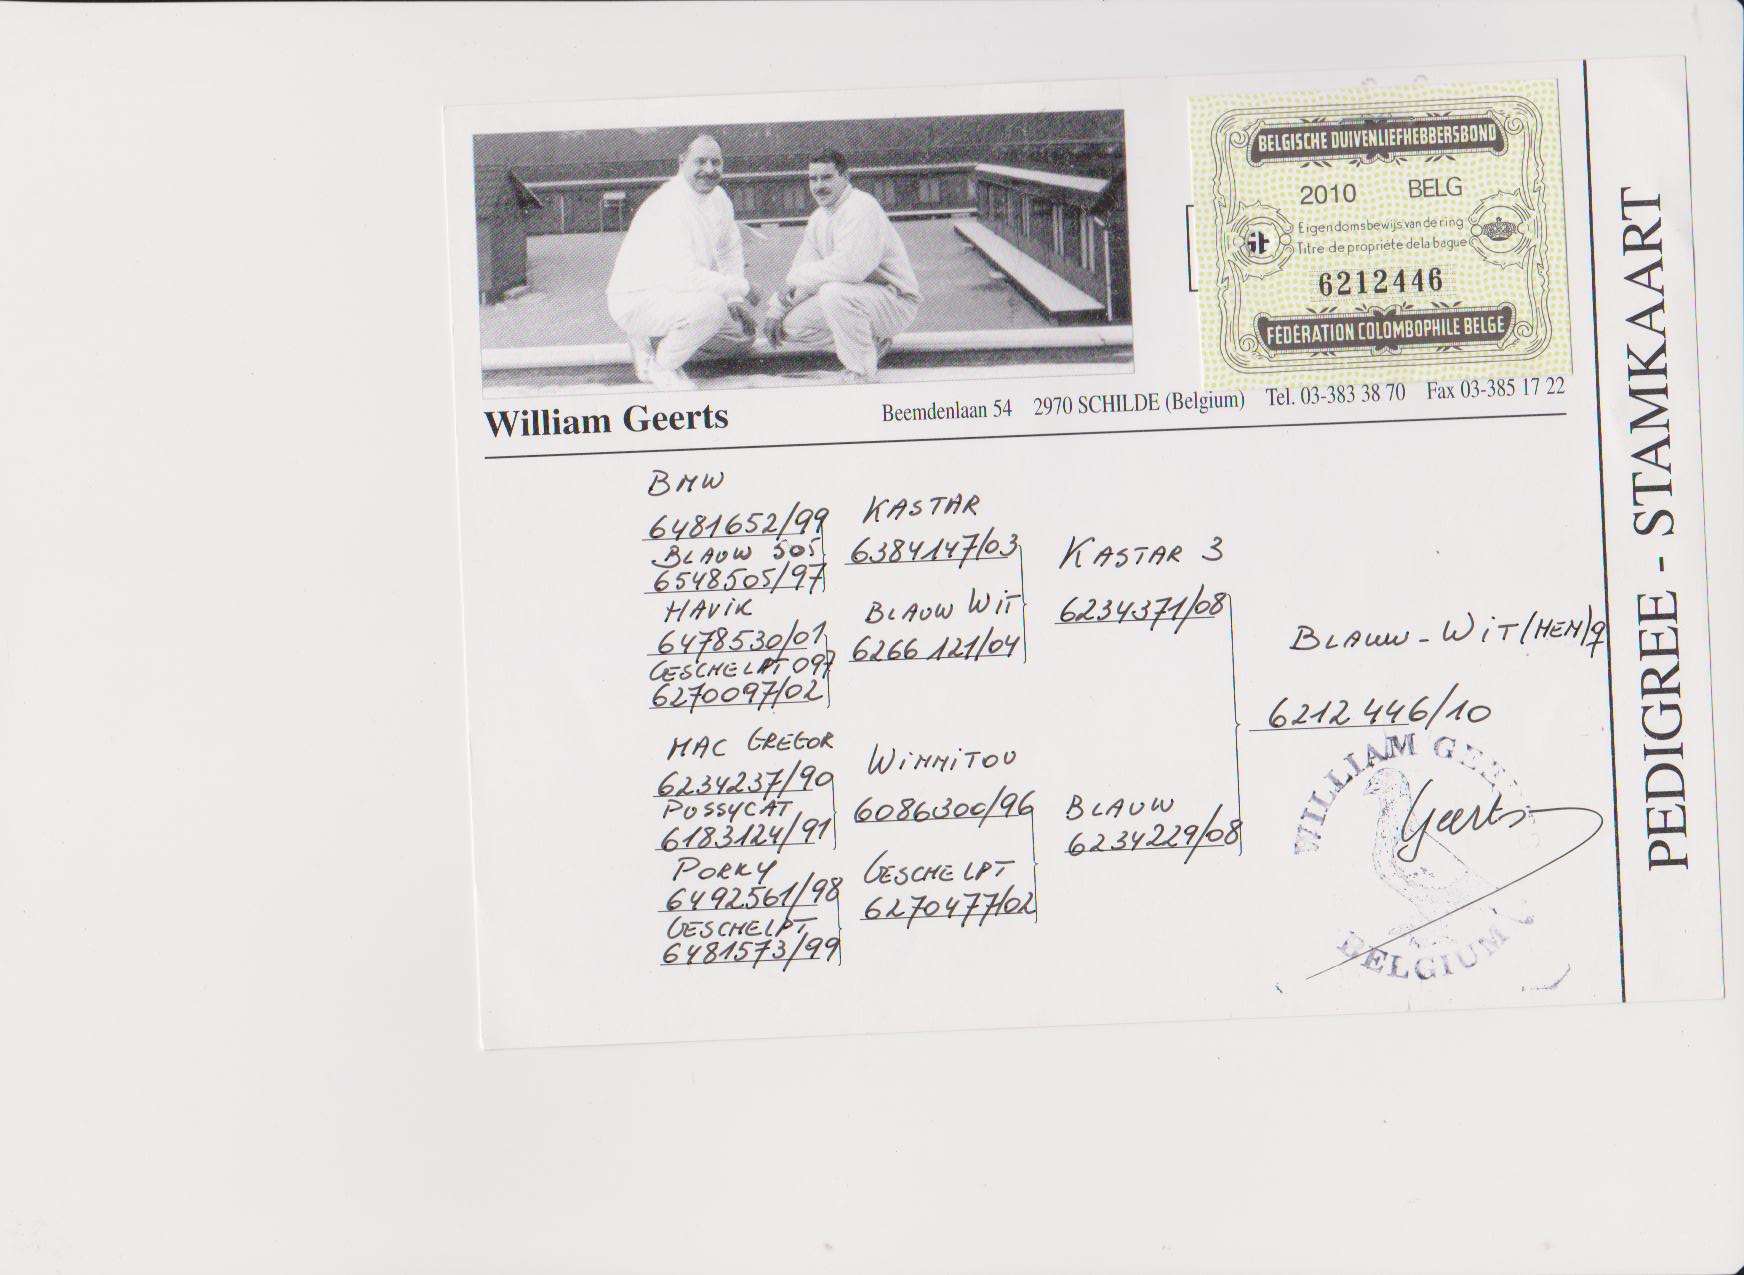 BELGISCHE DUIVENLIEFHEBBERSBOND
2010 BELG
Eigendomsbewijs van de ring
Titre de propriéte de la bague
6212446
FÉDÉRATION COLOMBOPHILE BELGE
William Geerts
Beemdenlaan 54 2970 SCHILDE (Belgium) Tel. 03-383 38 70 Fax 03-385 17 22
PEDIGREE - STAMKAART
BMW
6481652/99
BLAUW 505
6548505/97
HAVIK
6478530/01
GESCHELPT 097
6270097/02
MAC GREGOR
6234237/90
PUSSYCAT
6183124/91
PORKY
6492561/98
GESCHELPT
6481573/99
KASTAR
6384147/03
BLAUW WIT
6266121/04
WINNITOU
6086300/96
GESCHELPT
6270477/02
KASTAR 3
6234371/08
BLAUW
6234229/08
BLAUW-WIT (HEN) ♀
6212446/10
WILLIAM GEERTS
Geerts
BELGIUM